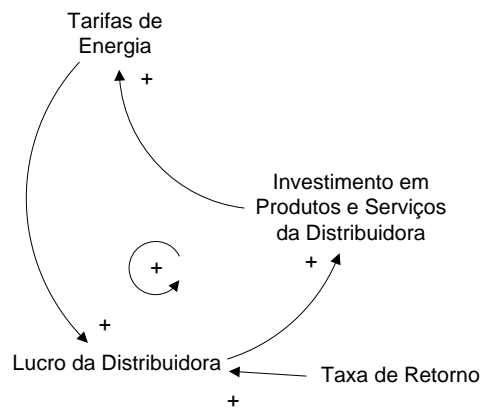 Tarifas de
Energia
+
Investimento em
Produtos e Serviços
da Distribuidora
+
+
+
Lucro da Distribuidora
Taxa de Retorno
+